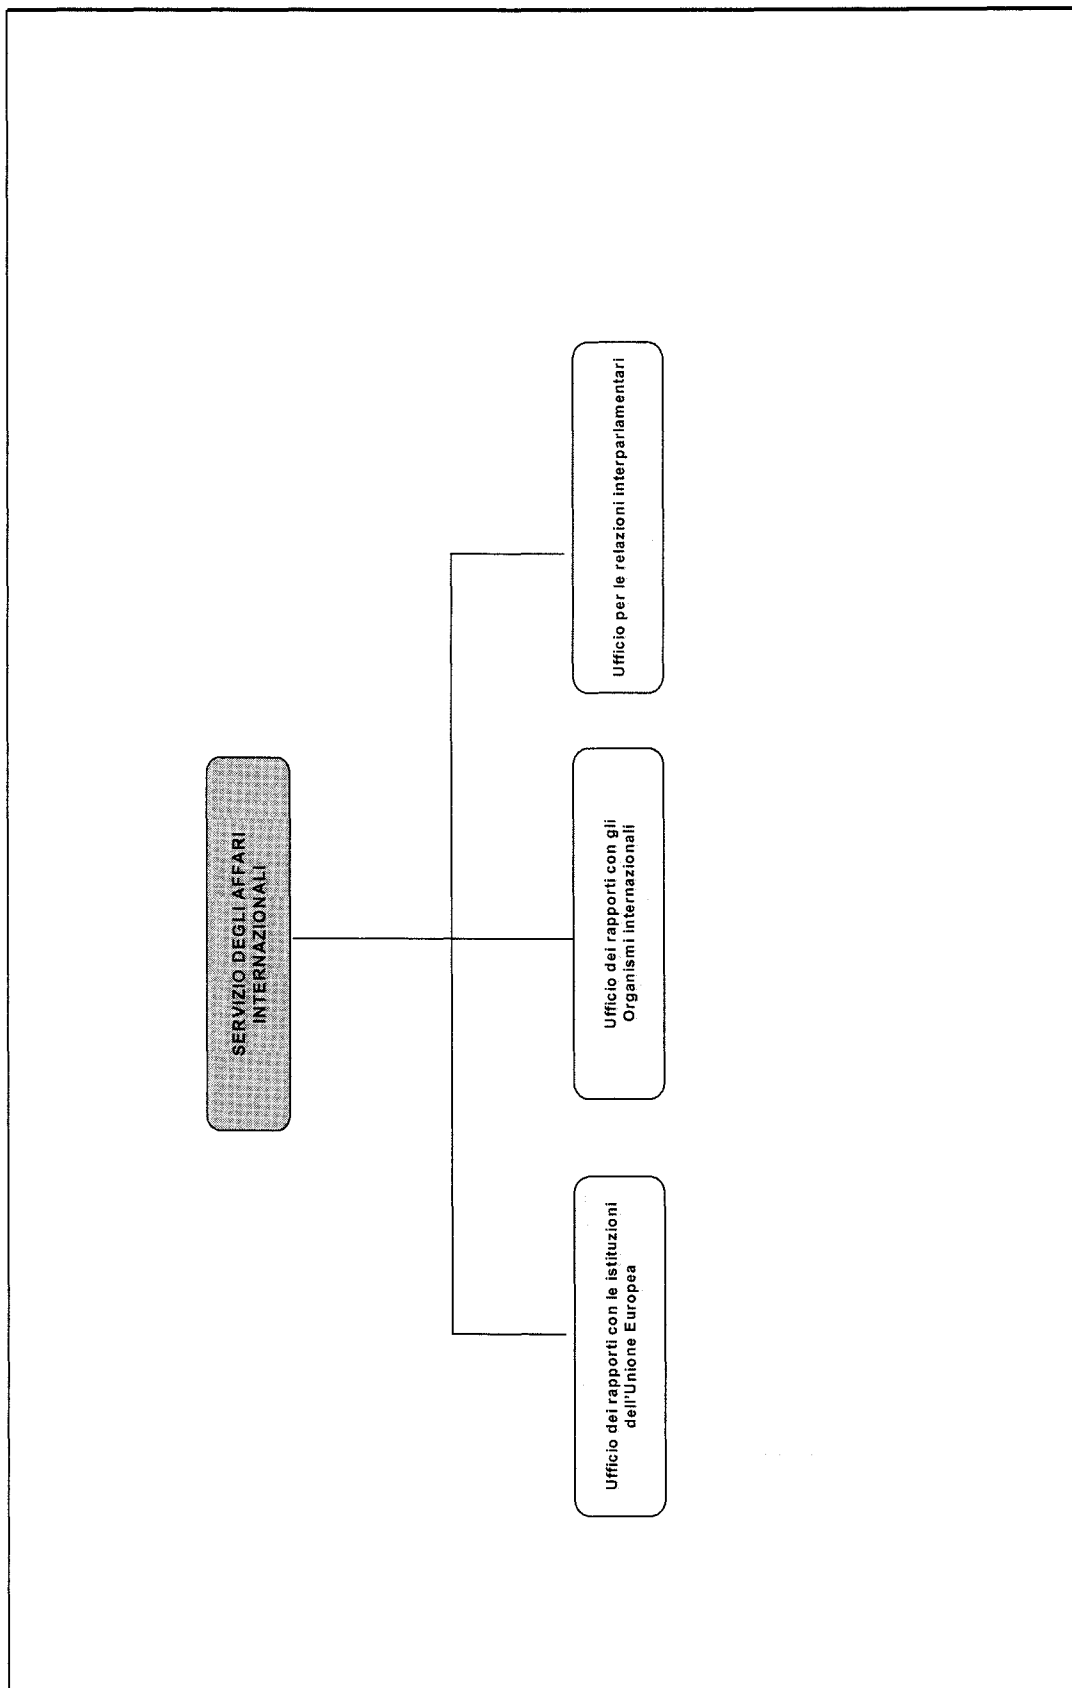 SERVIZIO DEGLI AFFARI
INTERNAZIONALI
Ufficio dei rapporti con le istituzioni
dell'Unione Europea
Ufficio dei rapporti con gli
Organismi internazionali
Ufficio per le relazioni interparlamentari